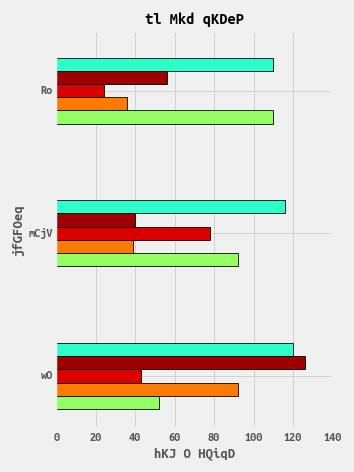 tl Mkd qKDeP
Ro
mCjV
wO
jfGFOeq
0 20 40 60 80 100 120 140
hKJ O HQiqD